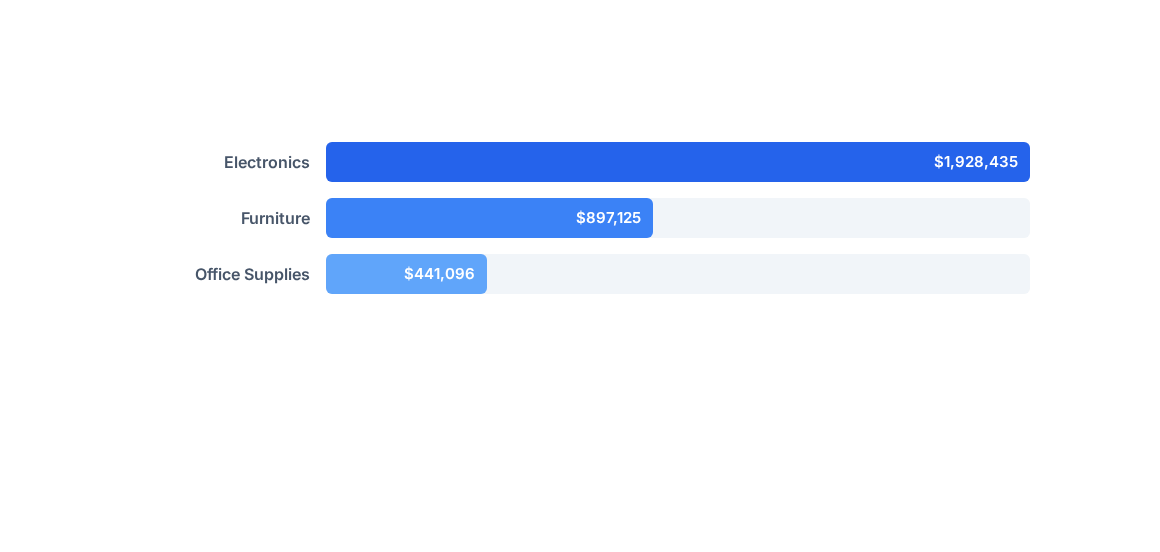 Electronics $1,928,435
Furniture $897,125
Office Supplies $441,096